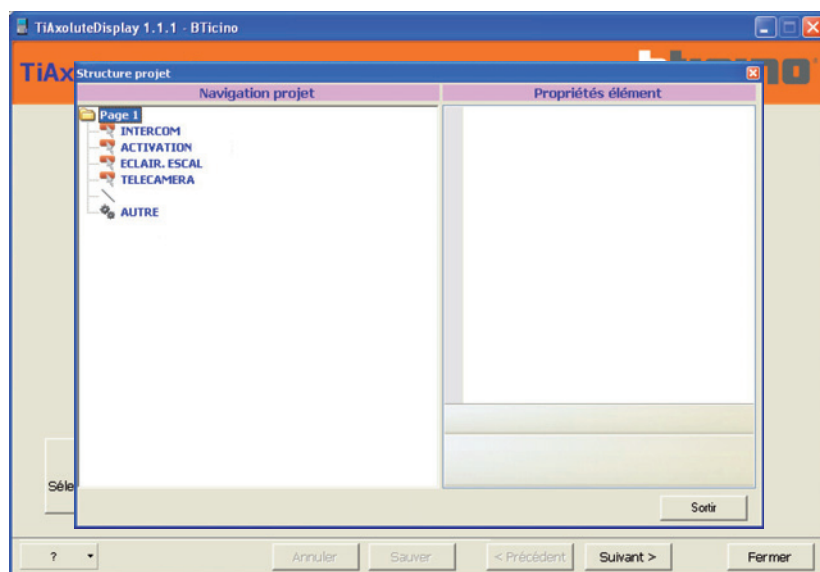 TiAxoluteDisplay 1.1.1 - BTicino
TiAx
Structure projet
Navigation projet
Propriétés élément
Page 1
INTERCOM
ACTIVATION
ECLAIR. ESCAL
TELECAMERA
AUTRE
Séle
Sortir
?
Annuler
Sauver
< Précédent
Suivant >
Fermer